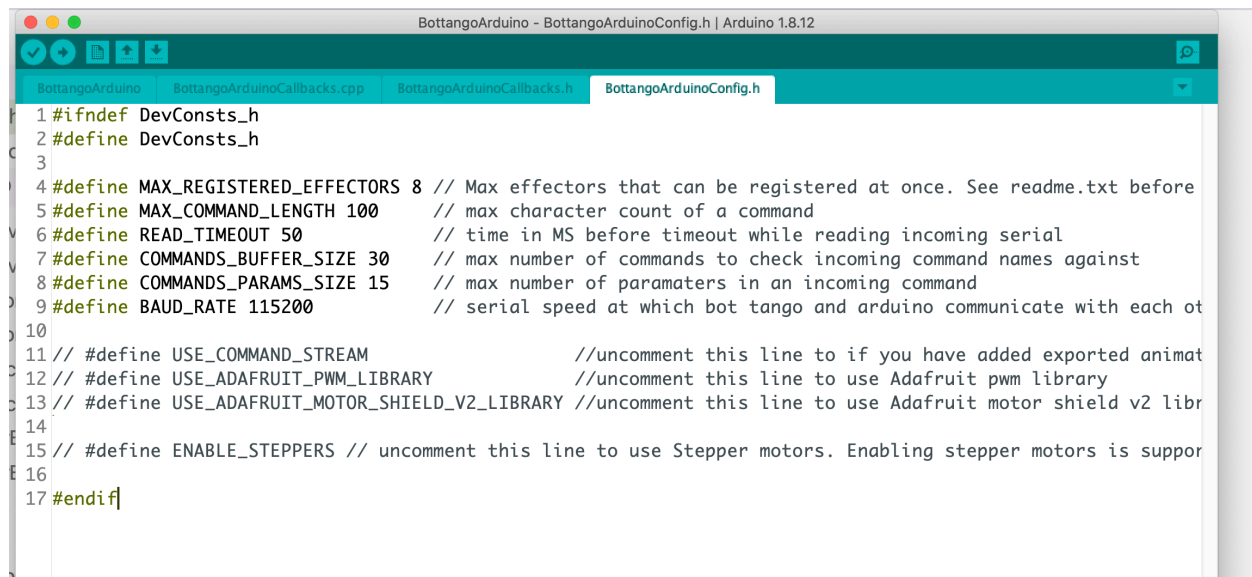 BottangoArduino - BottangoArduinoConfig.h | Arduino 1.8.12
BottangoArduino BottangoArduinoCallbacks.cpp BottangoArduinoCallbacks.h BottangoArduinoConfig.h
1 #ifndef DevConsts_h
2 #define DevConsts_h
3
4 #define MAX_REGISTERED_EFFECTORS 8 // Max effectors that can be registered at once. See readme.txt before
5 #define MAX_COMMAND_LENGTH 100 // max character count of a command
6 #define READ_TIMEOUT 50 // time in MS before timeout while reading incoming serial
7 #define COMMANDS_BUFFER_SIZE 30 // max number of commands to check incoming command names against
8 #define COMMANDS_PARAMS_SIZE 15 // max number of paramaters in an incoming command
9 #define BAUD_RATE 115200 // serial speed at which bot tango and arduino communicate with each ot
10
11 // #define USE_COMMAND_STREAM //uncomment this line to if you have added exported animat
12 // #define USE_ADAFRUIT_PWM_LIBRARY //uncomment this line to use Adafruit pwm library
13 // #define USE_ADAFRUIT_MOTOR_SHIELD_V2_LIBRARY //uncomment this line to use Adafruit motor shield v2 libr
14
15 // #define ENABLE_STEPPERS // uncomment this line to use Stepper motors. Enabling stepper motors is suppor
16
17 #endif